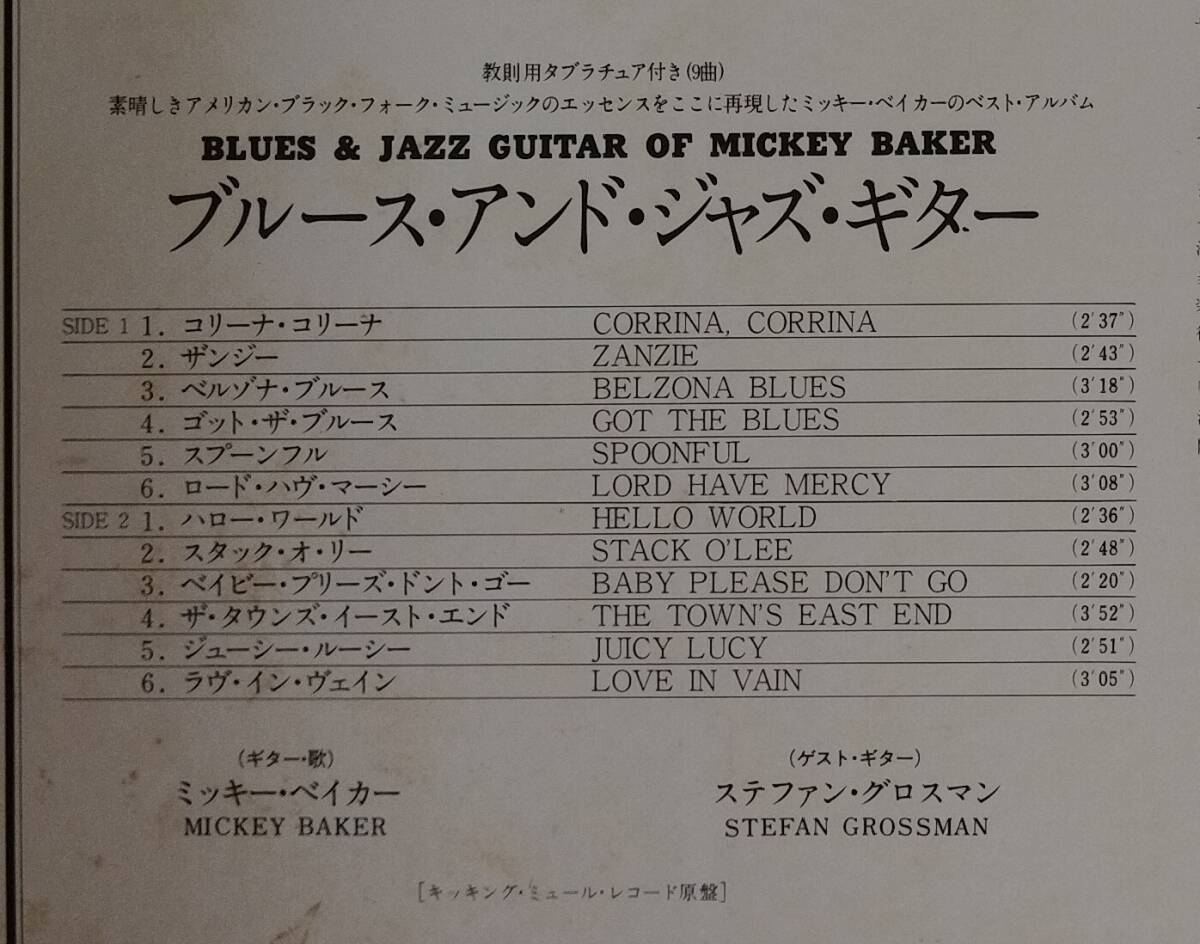 教則用タブラチュア付き(9曲)
素晴しきアメリカン・ブラック・フォーク・ミュージックのエッセンスをここに再現したミッキー・ベイカーのベスト・アルバム
BLUES & JAZZ GUITAR OF MICKEY BAKER
ブルース・アンド・ジャズ・ギター
SIDE 1 1. コリーナ・コリーナ CORRINA, CORRINA (2'37")
2. ザンジー ZANZIE (2'43")
3. ベルゾナ・ブルース BELZONA BLUES (3'18")
4. ゴット・ザ・ブルース GOT THE BLUES (2'53")
5. スプーンフル SPOONFUL (3'00")
6. ロード・ハヴ・マーシー LORD HAVE MERCY (3'08")
SIDE 2 1. ハロー・ワールド HELLO WORLD (2'36")
2. スタック・オ・リー STACK O'LEE (2'48")
3. ベイビー・プリーズ・ドント・ゴー BABY PLEASE DON'T GO (2'20")
4. ザ・タウンズ・イースト・エンド THE TOWN'S EAST END (3'52")
5. ジューシー・ルーシー JUICY LUCY (2'51")
6. ラヴ・イン・ヴェイン LOVE IN VAIN (3'05")
(ギター・歌)
ミッキー・ベイカー
MICKEY BAKER
(ゲスト・ギター)
ステファン・グロスマン
STEFAN GROSSMAN
[キッキング・ミュール・レコード原盤]